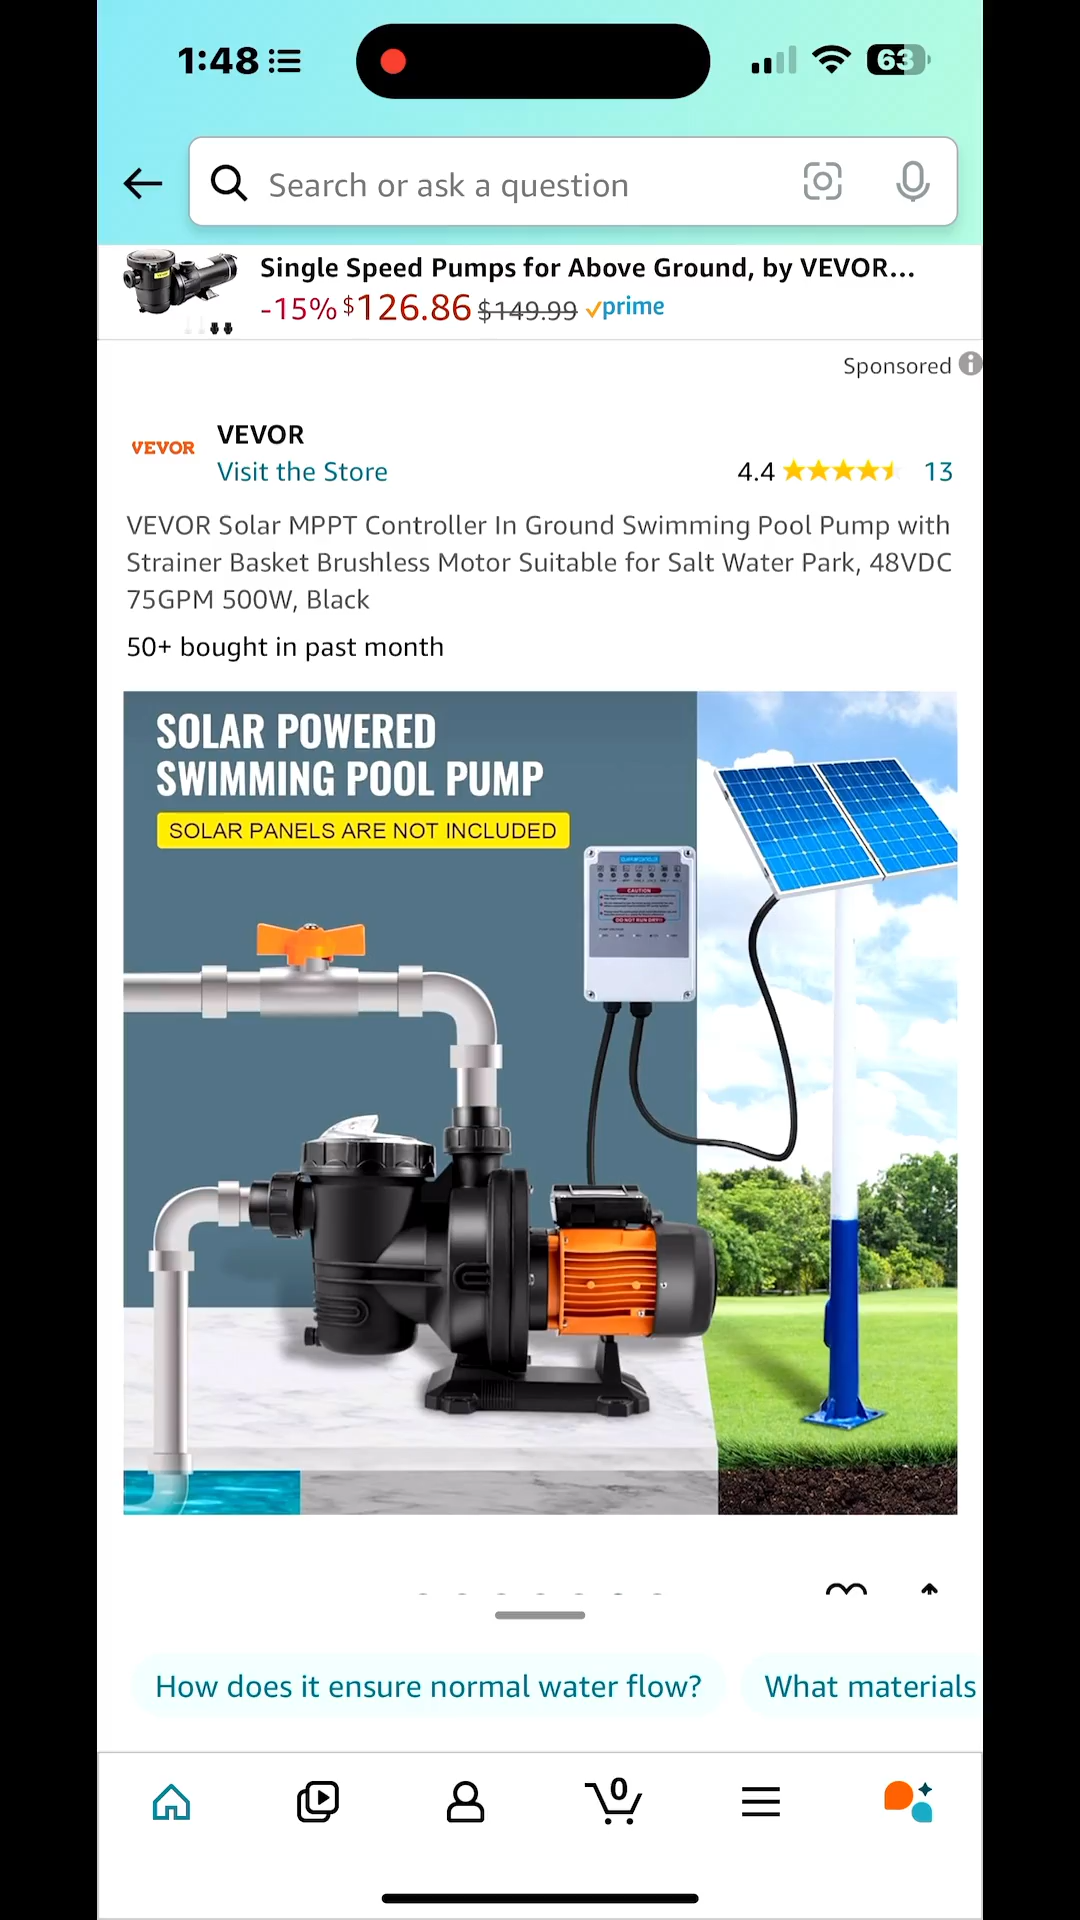 1:48
63
Search or ask a question
Single Speed Pumps for Above Ground, by VEVOR...
-15% $126.86 $149.99 prime
Sponsored
VEVOR
VEVOR
Visit the Store
4.4 13
VEVOR Solar MPPT Controller In Ground Swimming Pool Pump with
Strainer Basket Brushless Motor Suitable for Salt Water Park, 48VDC
75GPM 500W, Black
50+ bought in past month
SOLAR POWERED
SWIMMING POOL PUMP
SOLAR PANELS ARE NOT INCLUDED
CAUTION
DO NOT RUN DRY!!
How does it ensure normal water flow?
What materials
0